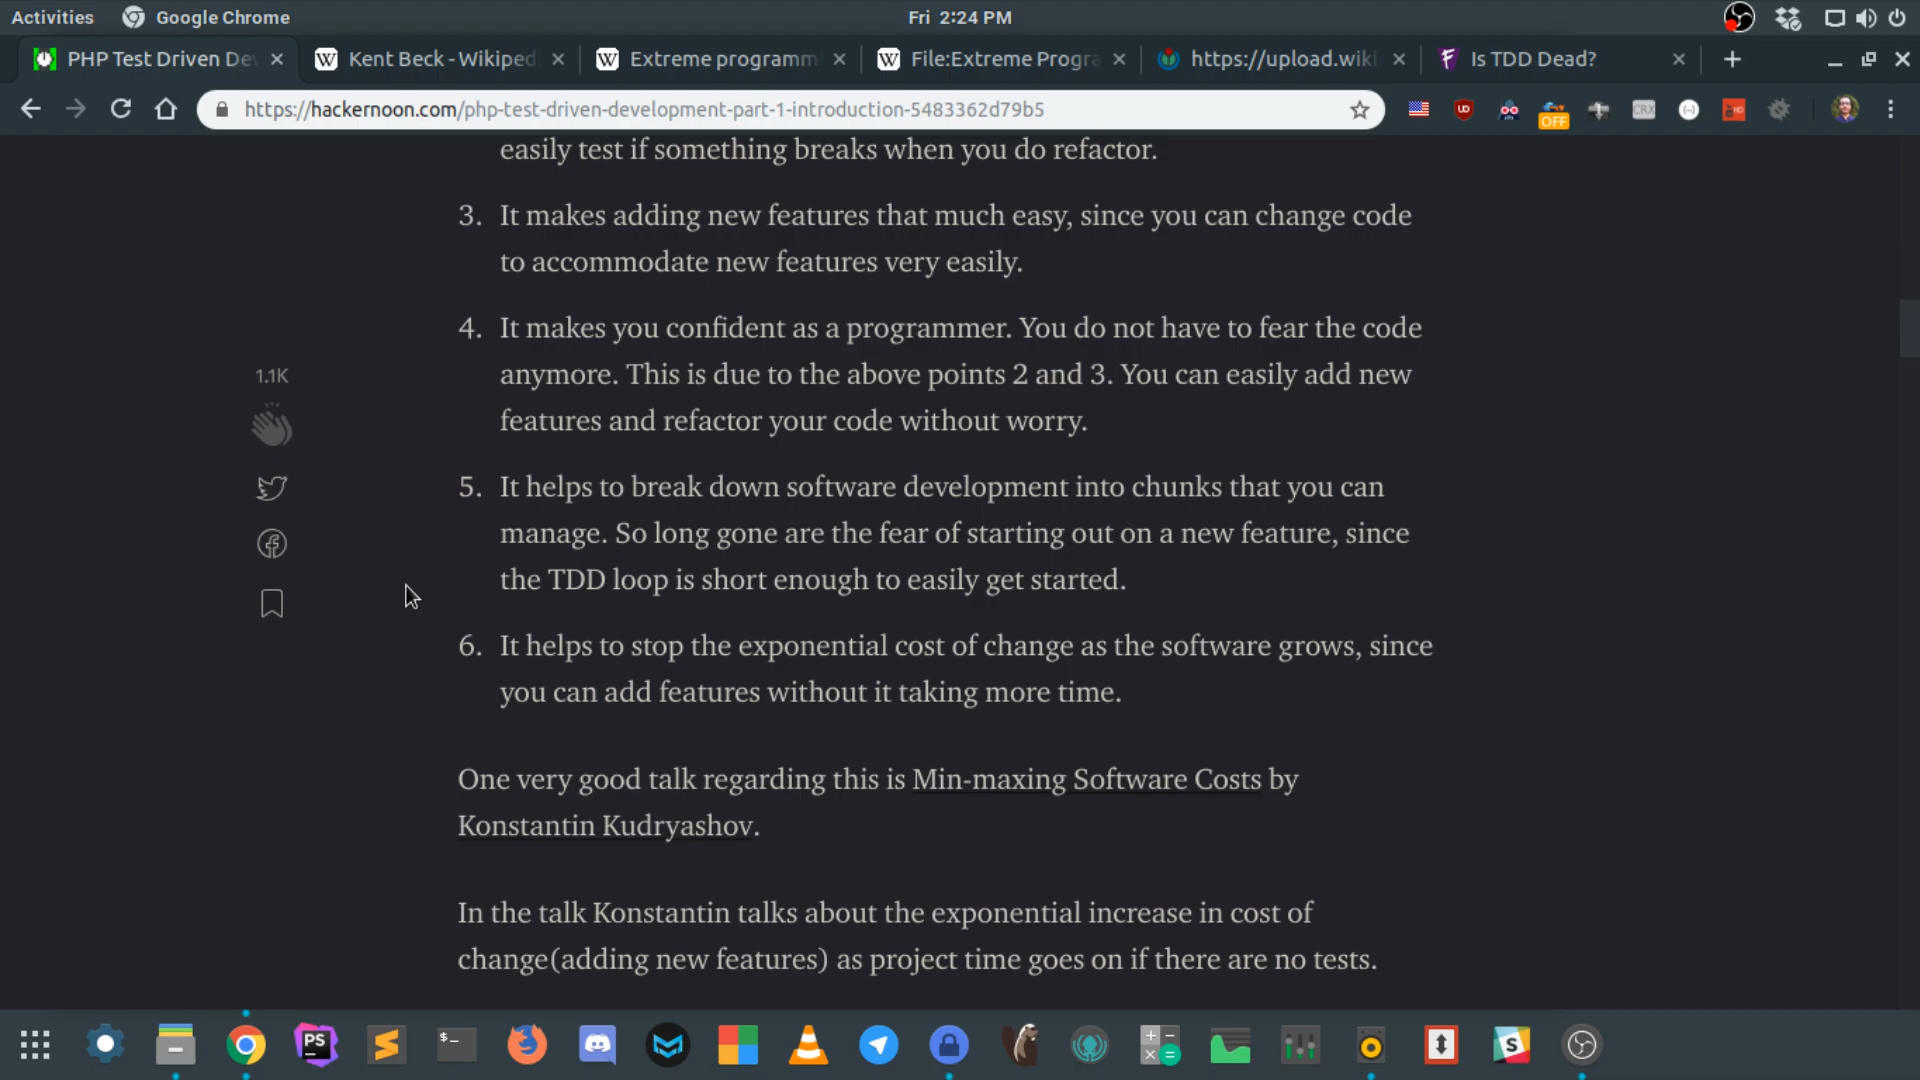 Activities Google Chrome Fri 2:24 PM
PHP Test Driven De Kent Beck - Wikiped Extreme programm File:Extreme Progra https://upload.wiki Is TDD Dead?
https://hackernoon.com/php-test-driven-development-part-1-introduction-5483362d79b5
OFF
easily test if something breaks when you do refactor.
3. It makes adding new features that much easy, since you can change code
to accommodate new features very easily.
4. It makes you confident as a programmer. You do not have to fear the code
anymore. This is due to the above points 2 and 3. You can easily add new
features and refactor your code without worry.
1.1K
5. It helps to break down software development into chunks that you can
manage. So long gone are the fear of starting out on a new feature, since
the TDD loop is short enough to easily get started.
6. It helps to stop the exponential cost of change as the software grows, since
you can add features without it taking more time.
One very good talk regarding this is Min-maxing Software Costs by
Konstantin Kudryashov.
In the talk Konstantin talks about the exponential increase in cost of
change(adding new features) as project time goes on if there are no tests.
PS $_ S